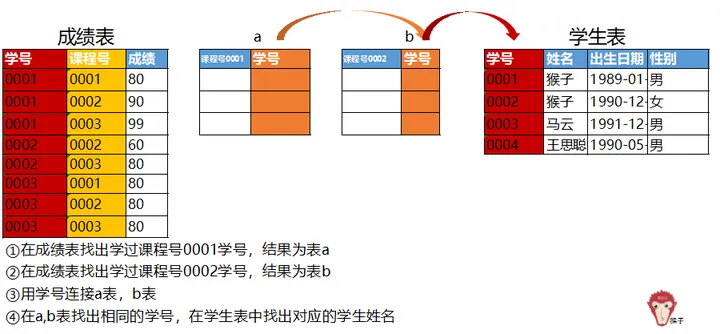 成绩表 a b 学生表
学号 课程号 成绩 课程号0001 学号 课程号0002 学号 学号 姓名 出生日期 性别
0001 0001 80 0001 猴子 1989-01- 男
0001 0002 90 0002 猴子 1990-12- 女
0001 0003 99 0003 马云 1991-12- 男
0002 0002 60 0004 王思聪 1990-05- 男
0002 0003 80
0003 0001 80
0003 0002 80
0003 0003 80
①在成绩表找出学过课程号0001学号，结果为表a
②在成绩表找出学过课程号0002学号，结果为表b
③用学号连接a表，b表
④在a,b表找出相同的学号，在学生表中找出对应的学生姓名
猴子